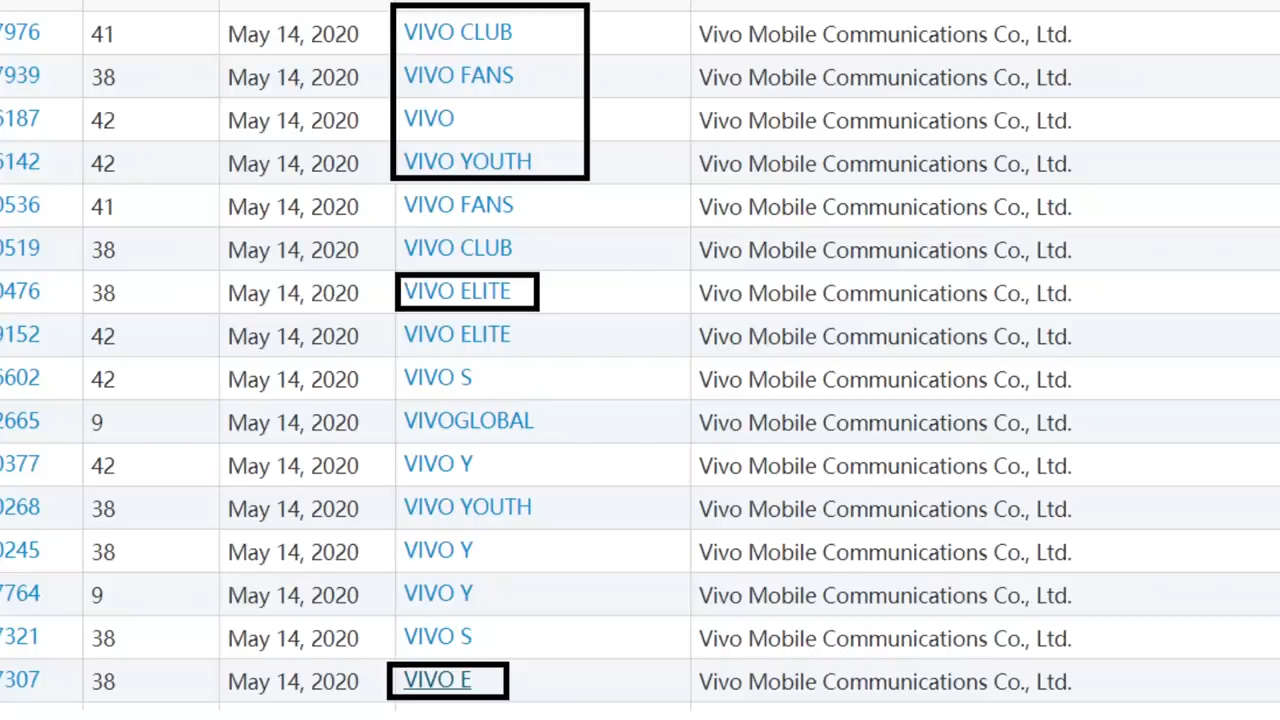 7976 41 May 14, 2020 VIVO CLUB Vivo Mobile Communications Co., Ltd.
7939 38 May 14, 2020 VIVO FANS Vivo Mobile Communications Co., Ltd.
6187 42 May 14, 2020 VIVO Vivo Mobile Communications Co., Ltd.
6142 42 May 14, 2020 VIVO YOUTH Vivo Mobile Communications Co., Ltd.
0536 41 May 14, 2020 VIVO FANS Vivo Mobile Communications Co., Ltd.
0519 38 May 14, 2020 VIVO CLUB Vivo Mobile Communications Co., Ltd.
0476 38 May 14, 2020 VIVO ELITE Vivo Mobile Communications Co., Ltd.
9152 42 May 14, 2020 VIVO ELITE Vivo Mobile Communications Co., Ltd.
6602 42 May 14, 2020 VIVO S Vivo Mobile Communications Co., Ltd.
2665 9 May 14, 2020 VIVOGLOBAL Vivo Mobile Communications Co., Ltd.
0377 42 May 14, 2020 VIVO Y Vivo Mobile Communications Co., Ltd.
0268 38 May 14, 2020 VIVO YOUTH Vivo Mobile Communications Co., Ltd.
0245 38 May 14, 2020 VIVO Y Vivo Mobile Communications Co., Ltd.
7764 9 May 14, 2020 VIVO Y Vivo Mobile Communications Co., Ltd.
7321 38 May 14, 2020 VIVO S Vivo Mobile Communications Co., Ltd.
7307 38 May 14, 2020 VIVO E Vivo Mobile Communications Co., Ltd.